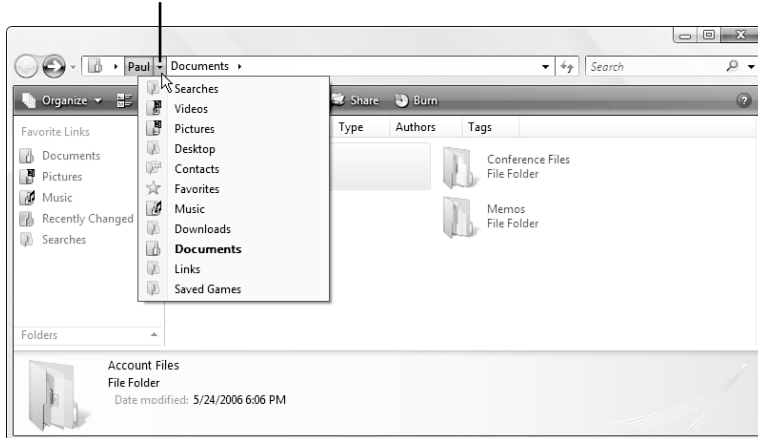 Paul Documents Search
Organize Share Burn
Favorite Links
Documents
Pictures
Music
Recently Changed
Searches
Folders
Searches
Videos
Pictures
Desktop
Contacts
Favorites
Music
Downloads
Documents
Links
Saved Games
Type Authors Tags
Conference Files
File Folder
Memos
File Folder
Account Files
File Folder
Date modified: 5/24/2006 6:06 PM